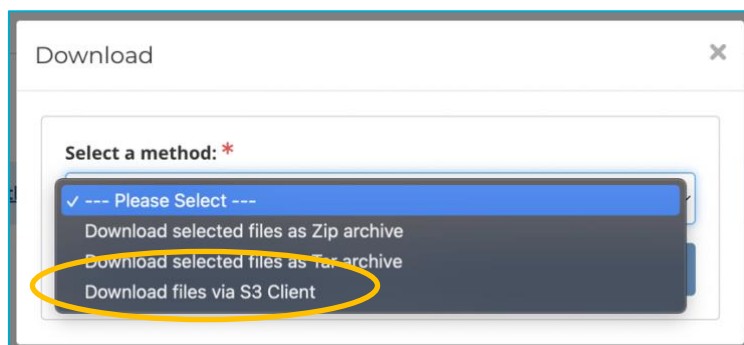 Download
×
Select a method: *
✓ --- Please Select ---
Download selected files as Zip archive
Download selected files as Tar archive
Download files via S3 Client